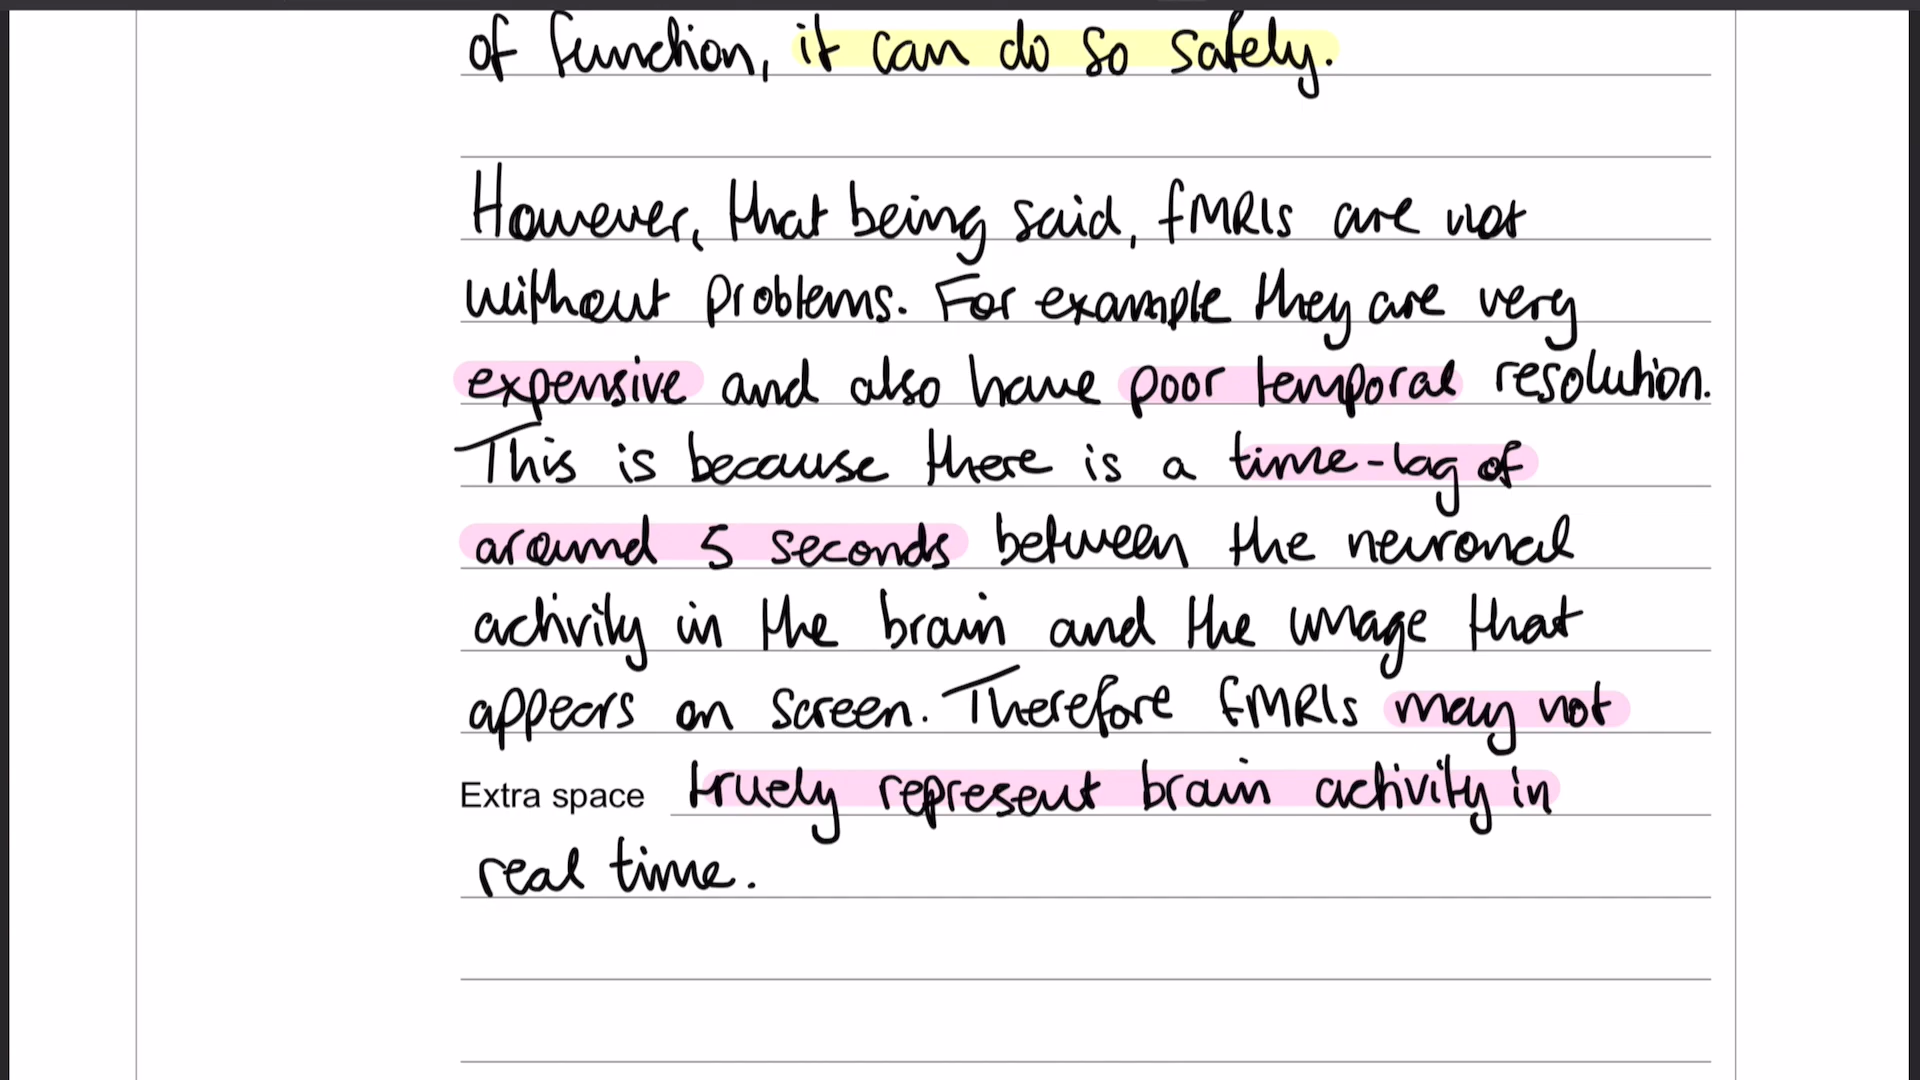 of function, it can do so safely.
However, that being said, fMRIs are not
without problems. For example they are very
expensive and also have poor temporal resolution.
This is because there is a time-lag of
around 5 seconds between the neuronal
activity in the brain and the image that
appears on screen. Therefore fMRIs may not
Extra space truely represent brain activity in
real time.